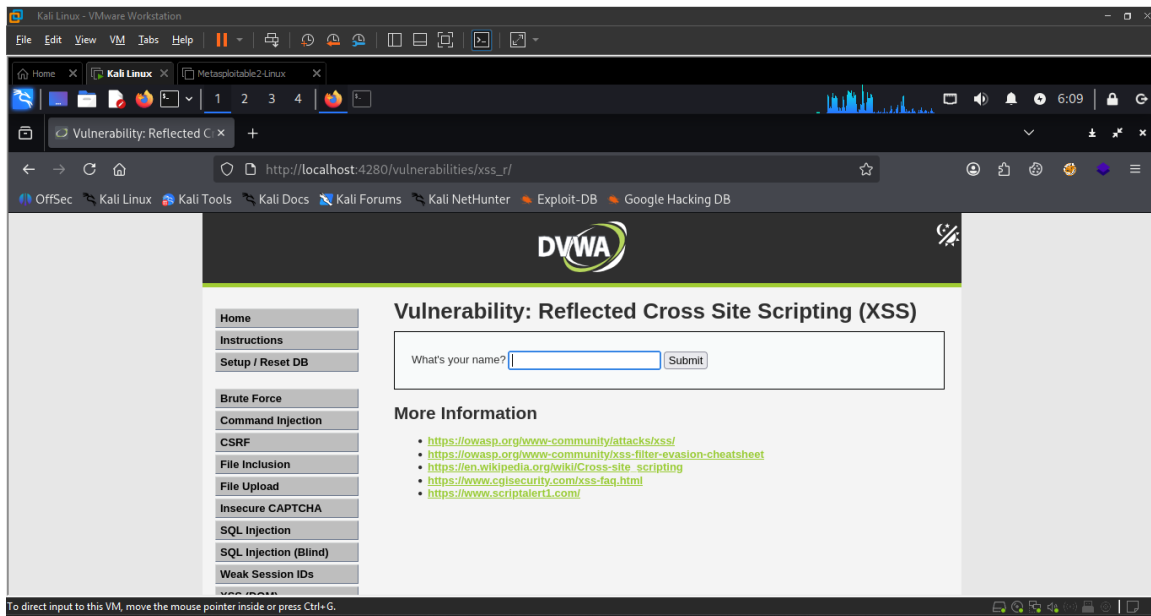 Kali Linux - VMware Workstation
File Edit View VM Tabs Help
Home Kali Linux Metasploitable2-Linux
1 2 3 4 6:09
Vulnerability: Reflected C
http://localhost:4280/vulnerabilities/xss_r/
OffSec Kali Linux Kali Tools Kali Docs Kali Forums Kali NetHunter Exploit-DB Google Hacking DB
DVWA
Home
Instructions
Setup / Reset DB
Brute Force
Command Injection
CSRF
File Inclusion
File Upload
Insecure CAPTCHA
SQL Injection
SQL Injection (Blind)
Weak Session IDs
XSS (DOM)
Vulnerability: Reflected Cross Site Scripting (XSS)
What's your name? Submit
More Information
https://owasp.org/www-community/attacks/xss/
https://owasp.org/www-community/xss-filter-evasion-cheatsheet
https://en.wikipedia.org/wiki/Cross-site_scripting
https://www.cgisecurity.com/xss-faq.html
https://www.scriptalert1.com/
To direct input to this VM, move the mouse pointer inside or press Ctrl+G.